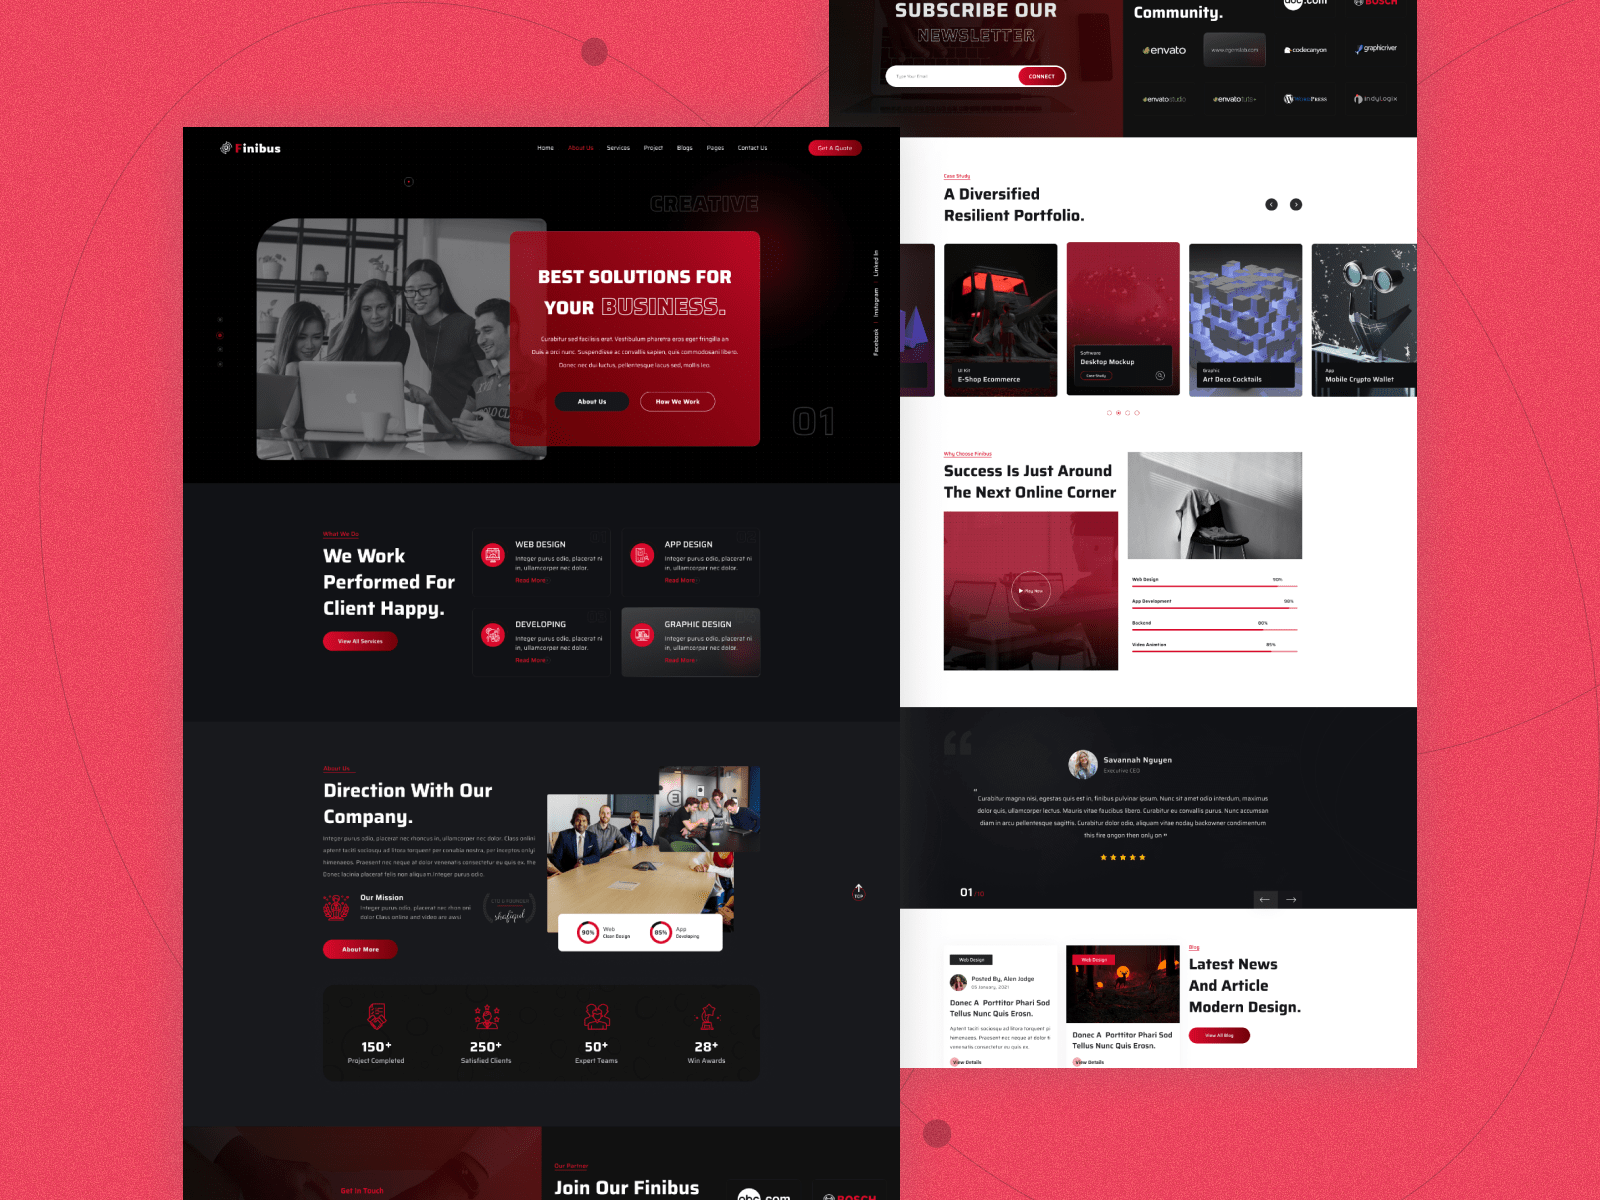 Finibus
Home
About Us
Services
Project
Blogs
Pages
Contact Us
Get A Quote
CREATIVE
BEST SOLUTIONS FOR
YOUR BUSINESS.
Curabitur sed facilisis erat. Vestibulum pharetra eros eget fringilla an
Duis a orci nunc. Suspendisse ac convallis sapien, quis commodosani libero.
Donec nec dui luctus, pellentesque lacus sed, mollis leo.
About Us
How We Work
01
Linked In
Instagram
Facebook
What We Do
We Work
Performed For
Client Happy.
View All Services
WEB DESIGN
Integer purus odio, placerat ni
in, ullamcorper nec dolor.
Read More
APP DESIGN
Integer purus odio, placerat ni
in, ullamcorper nec dolor.
Read More
DEVELOPING
Integer purus odio, placerat ni
in, ullamcorper nec dolor.
Read More
GRAPHIC DESIGN
Integer purus odio, placerat ni
in, ullamcorper nec dolor.
Read More
About Us
Direction With Our
Company.
Integer purus odio, placerat nec rhoncus in, ullamcorper nec dolor. Class onlini
aptent taciti sociosqu ad litora torquent per conubia nostra, per inceptos onlyi
himenaeos. Praesent nec neque at dolor venenatis consectetur eu quis ex. the
Donec lacinia placerat felis non aliquam.Integer purus odio.
Our Mission
Integer purus odio, placerat nec rhon oni
dolor Class online and video are awsi
CTO & FOUNDER
shafiqul
About More
90%
Web
Clean Design
85%
App
Developing
TOP
150+
Project Completed
250+
Satisfied Clients
50+
Expert Teams
28+
Win Awards
Get In Touch
Our Partner
Join Our Finibus
abc.com
BOSCH
SUBSCRIBE OUR
NEWSLETTER
Type Your Email
CONNECT
Community.
abc.com
BOSCH
envato
codecanyon
graphicriver
envatostudio
envatotuts+
WORDPRESS
indylogix
Case Study
A Diversified
Resilient Portfolio.
UI Kit
E-Shop Ecommerce
Software
Desktop Mockup
Case Study
Graphic
Art Deco Cocktails
App
Mobile Crypto Wallet
Why Choose Finibus
Success Is Just Around
The Next Online Corner
Play Now
Web Design
90%
App Development
98%
Backend
80%
Video Animation
85%
Savannah Nguyen
Executive CEO
" Curabitur magna nisi, egestas quis est in, finibus pulvinar ipsum. Nunc sit amet odio interdum, maximus
dolor quis, ullamcorper lectus. Mauris vitae faucibus libero. Curabitur eu convallis purus. Nunc accumsan
diam in arcu pellentesque sagittis. Curabitur dolor odio, aliquam vitae noday backowner condimentum
this fire angon then only on "
01 /10
Web Design
Posted By, Alen Jodge
05 January, 2021
Donec A Porttitor Phari Sod
Tellus Nunc Quis Erosn.
Aptent taciti sociosqu ad litora torquent p
himenaeos. Praesent nec neque at dolor
venenatis consectetur eu quis ex.
View Details
Web Design
Donec A Porttitor Phari Sod
Tellus Nunc Quis Erosn.
View Details
Blog
Latest News
And Article
Modern Design.
View All Blog